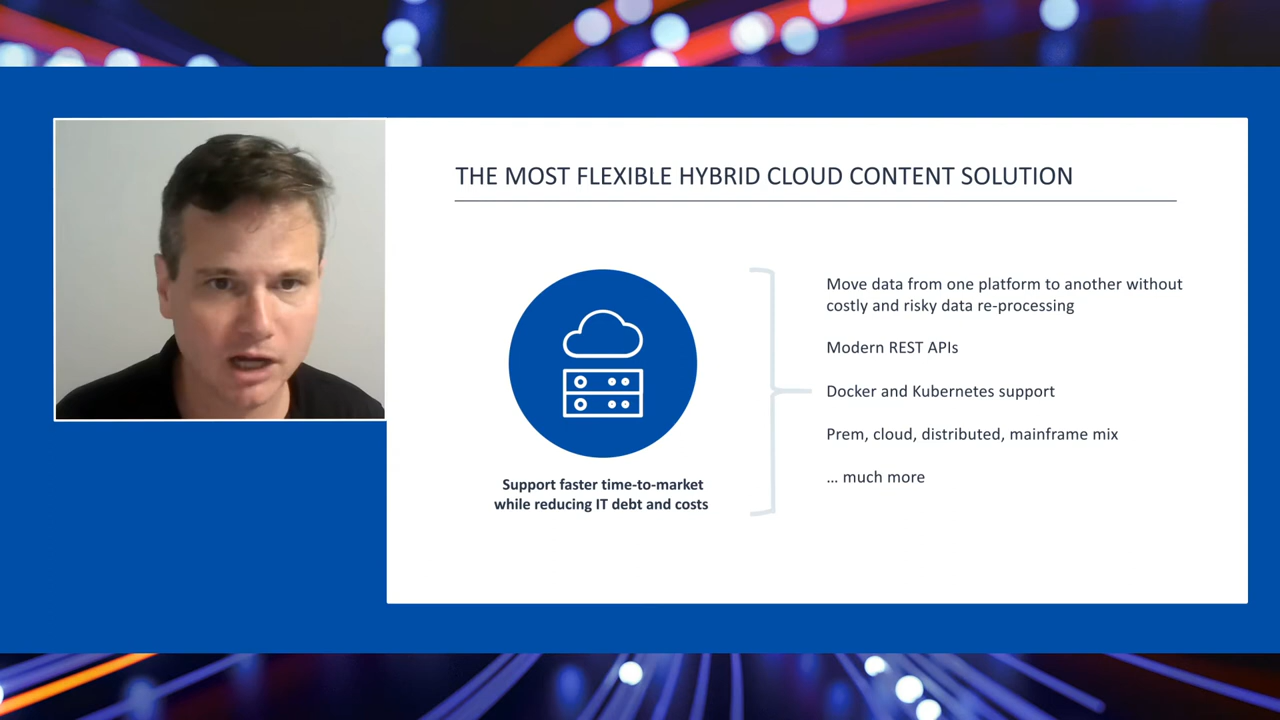 THE MOST FLEXIBLE HYBRID CLOUD CONTENT SOLUTION
Support faster time-to-market
while reducing IT debt and costs
Move data from one platform to another without
costly and risky data re-processing
Modern REST APIs
Docker and Kubernetes support
Prem, cloud, distributed, mainframe mix
... much more